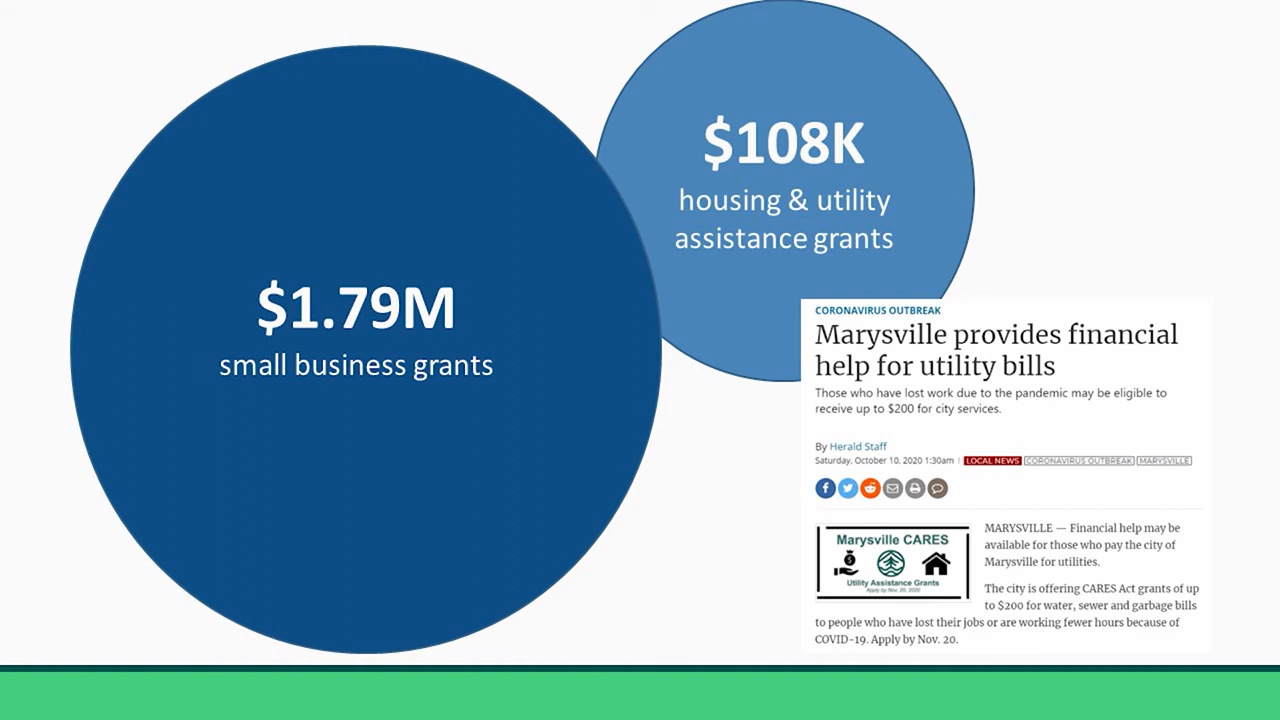 $1.79M
small business grants
$108K
housing & utility
assistance grants
CORONAVIRUS OUTBREAK
Marysville provides financial
help for utility bills
Those who have lost work due to the pandemic may be eligible to
receive up to $200 for city services.
By Herald Staff
Saturday, October 10, 2020 1:30am | LOCAL NEWS CORONAVIRUS OUTBREAK MARYSVILLE
Marysville CARES
Utility Assistance Grants
Apply by Nov. 20, 2020
MARYSVILLE — Financial help may be
available for those who pay the city of
Marysville for utilities.
The city is offering CARES Act grants of up
to $200 for water, sewer and garbage bills
to people who have lost their jobs or are working fewer hours because of
COVID-19. Apply by Nov. 20.